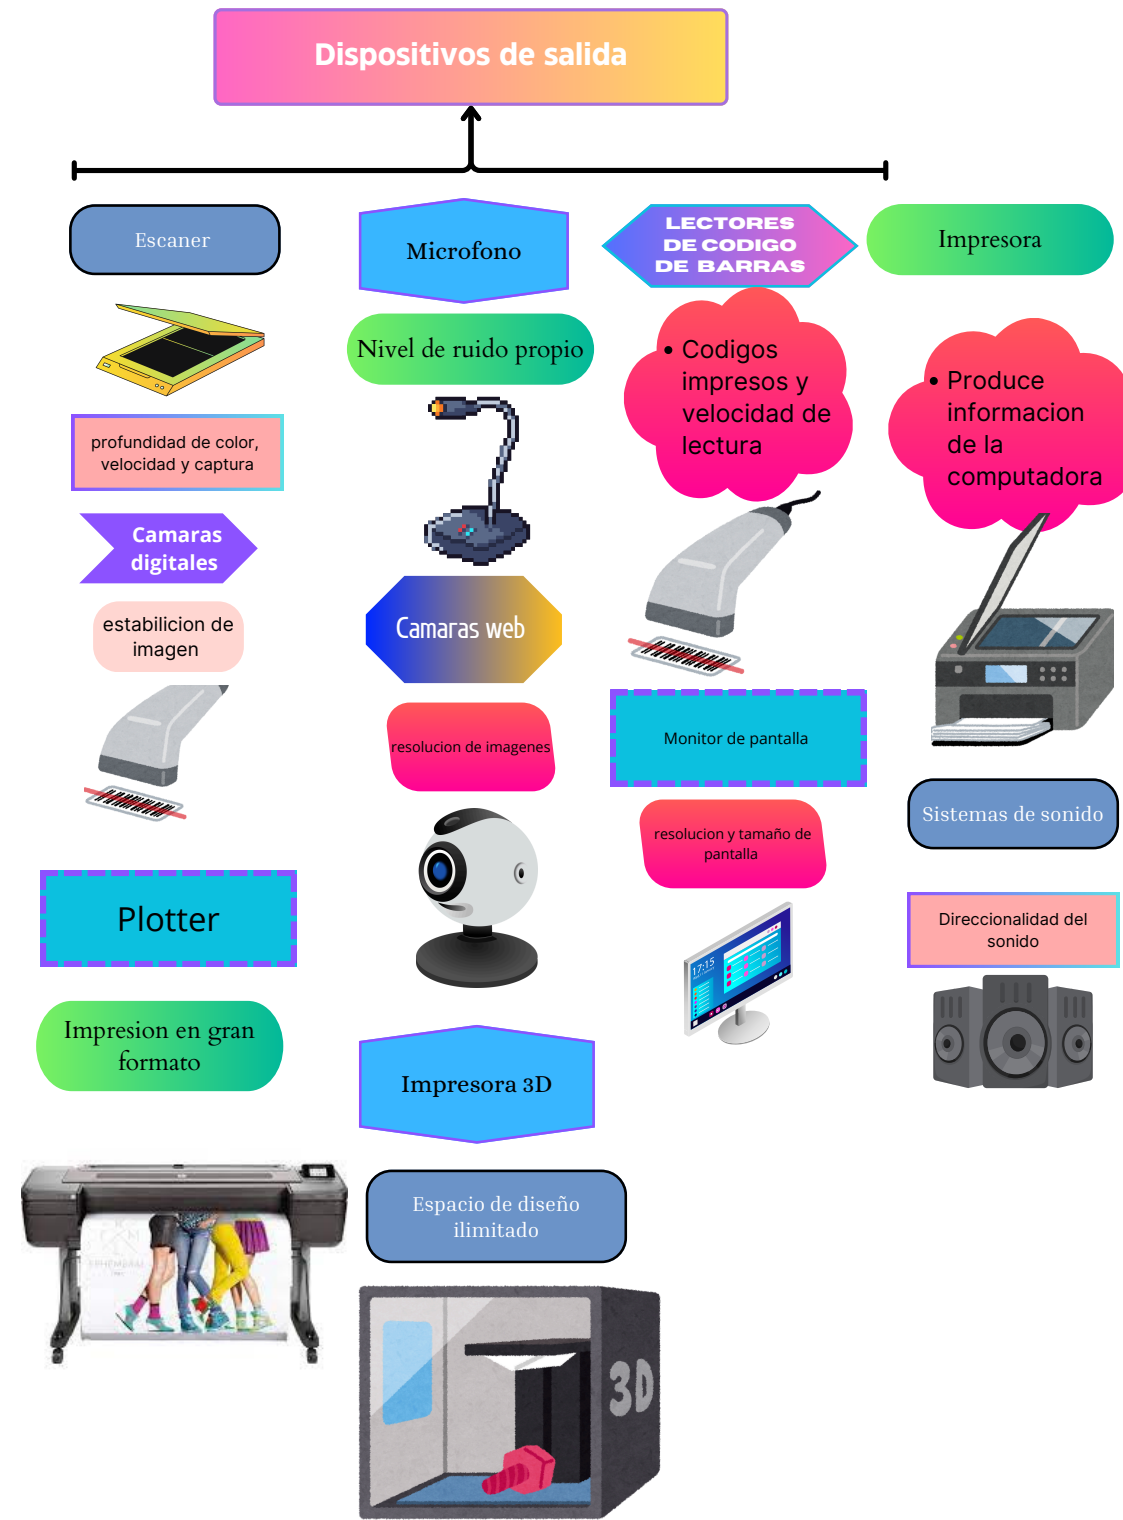 Dispositivos de salida
Escaner
Microfono
LECTORES
DE CODIGO
DE BARRAS
Impresora
profundidad de color,
velocidad y captura
Nivel de ruido propio
• Codigos
impresos y
velocidad de
lectura
• Produce
informacion
de la
computadora
Camaras
digitales
estabilicion de
imagen
Camaras web
resolucion de imagenes
Monitor de pantalla
resolucion y tamaño de
pantalla
17:15
Sistemas de sonido
Direccionalidad del
sonido
Plotter
Impresion en gran
formato
Impresora 3D
Espacio de diseño
ilimitado
3D